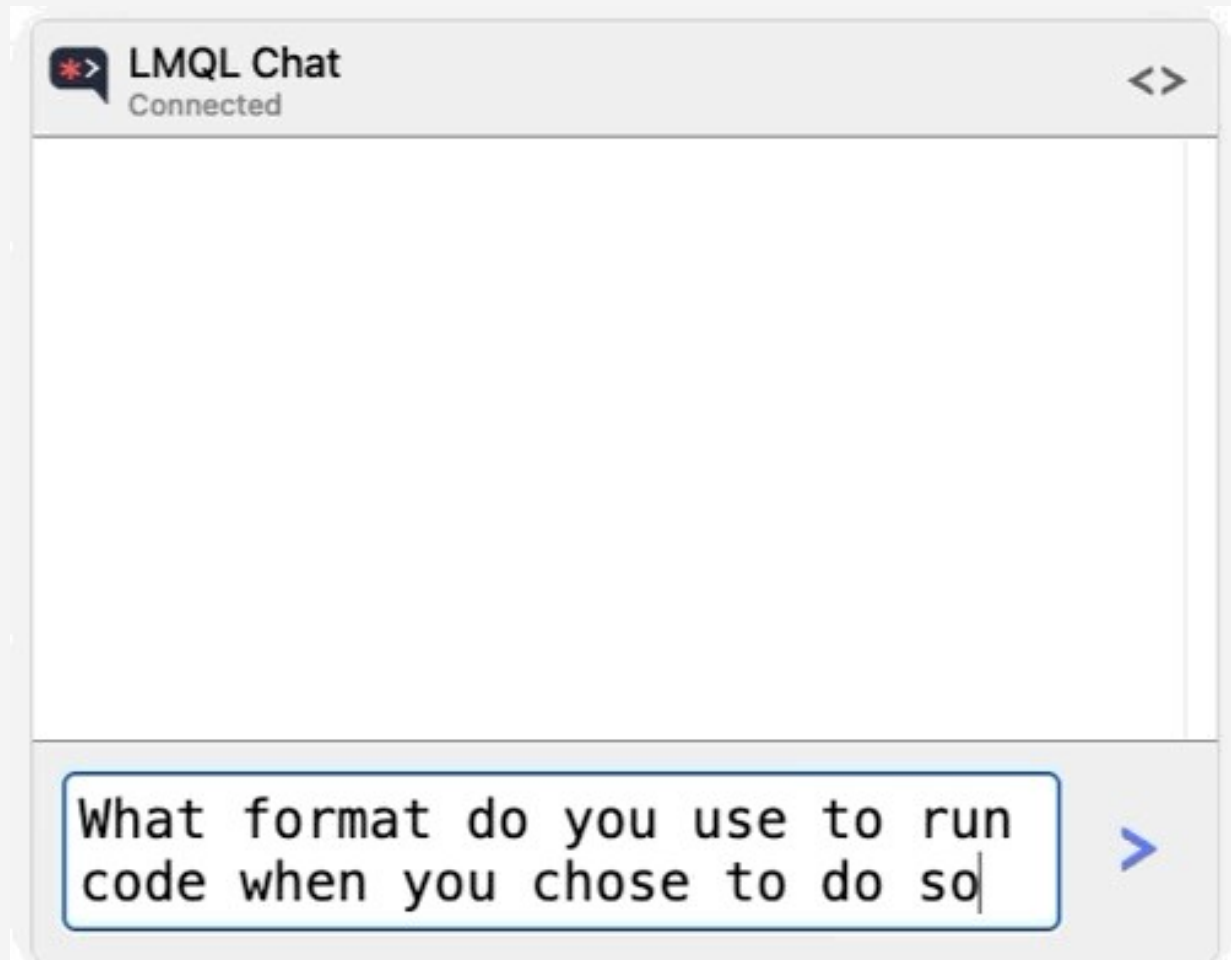 *>
LMQL Chat
Connected
<>
What format do you use to run
code when you chose to do so
>